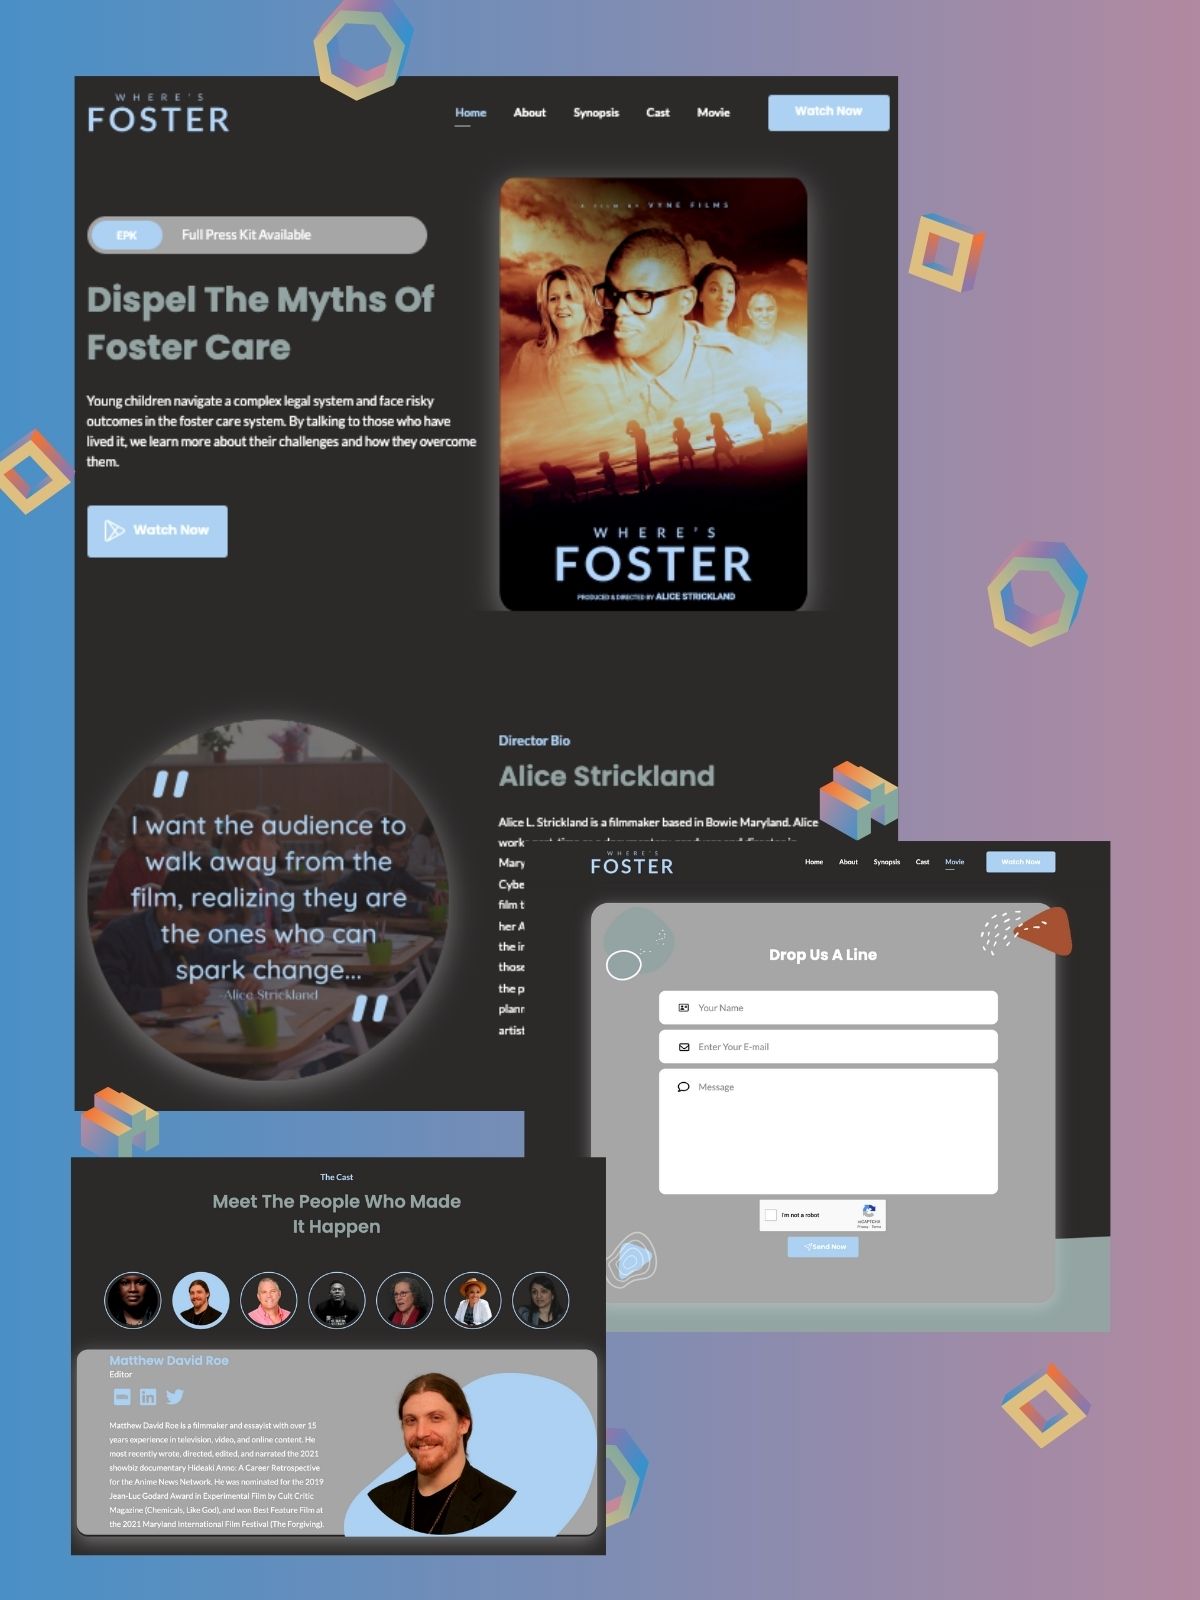 WHERE'S
FOSTER
Home About Synopsis Cast Movie Watch Now
EPK Full Press Kit Available
Dispel The Myths Of
Foster Care
Young children navigate a complex legal system and face risky
outcomes in the foster care system. By talking to those who have
lived it, we learn more about their challenges and how they overcome
them.
Watch Now
A FILM BY VYNE FILMS
WHERE'S
FOSTER
PRODUCED & DIRECTED BY ALICE STRICKLAND
"
I want the audience to
walk away from the
film, realizing they are
the ones who can
spark change...
-Alice Strickland
"
Director Bio
Alice Strickland
Alice L. Strickland is a filmmaker based in Bowie Maryland. Alice
work
Mary
Cybe
film t
her A
the in
those
the p
plann
artist
WHERE'S
FOSTER
Home About Synopsis Cast Movie Watch Now
Drop Us A Line
Your Name
Enter Your E-mail
Message
I'm not a robot
reCAPTCHA
Privacy - Terms
Send Now
The Cast
Meet The People Who Made
It Happen
Matthew David Roe
Editor
in
Matthew David Roe is a filmmaker and essayist with over 15
years experience in television, video, and online content. He
most recently wrote, directed, edited, and narrated the 2021
showbiz documentary Hideaki Anno: A Career Retrospective
for the Anime News Network. He was nominated for the 2019
Jean-Luc Godard Award in Experimental Film by Cult Critic
Magazine (Chemicals, Like God), and won Best Feature Film at
the 2021 Maryland International Film Festival (The Forgiving).